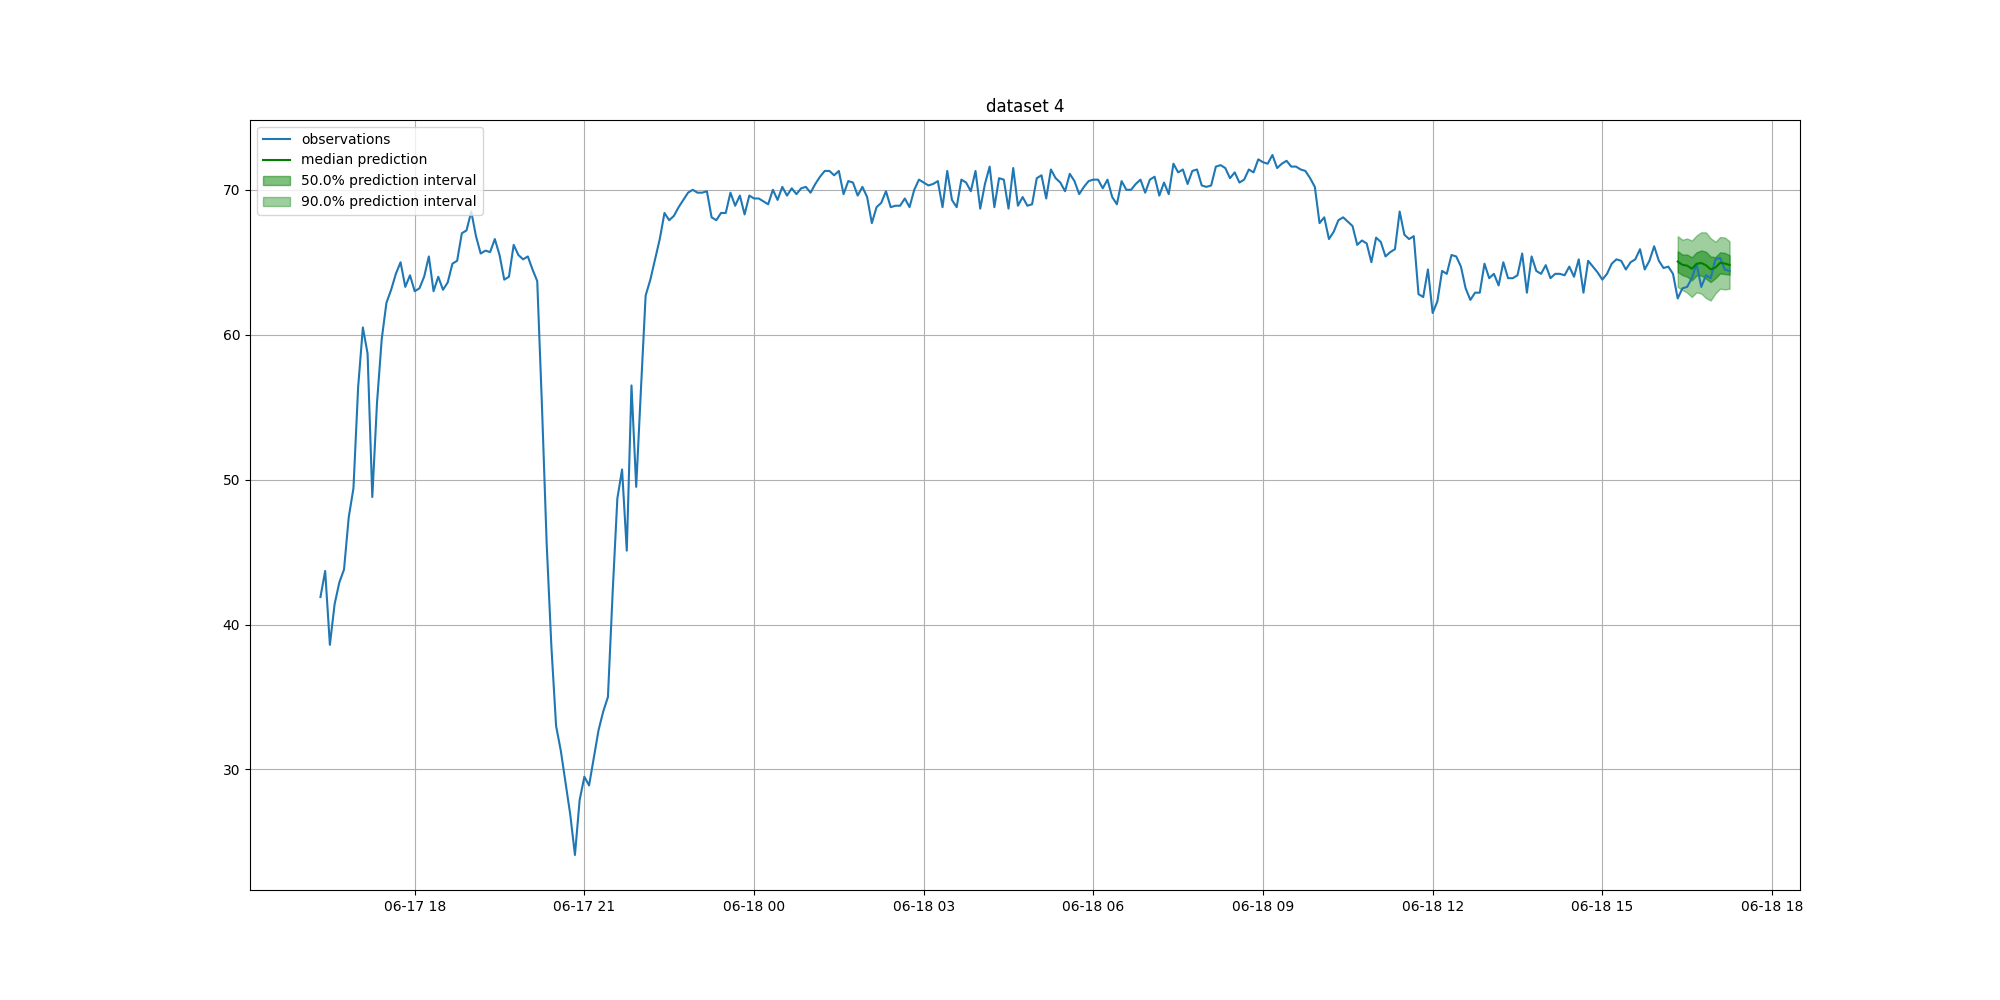 dataset 4
observations
median prediction
50.0% prediction interval
90.0% prediction interval
70
60
50
40
30
06-17 18
06-17 21
06-18 00
06-18 03
06-18 06
06-18 09
06-18 12
06-18 15
06-18 18